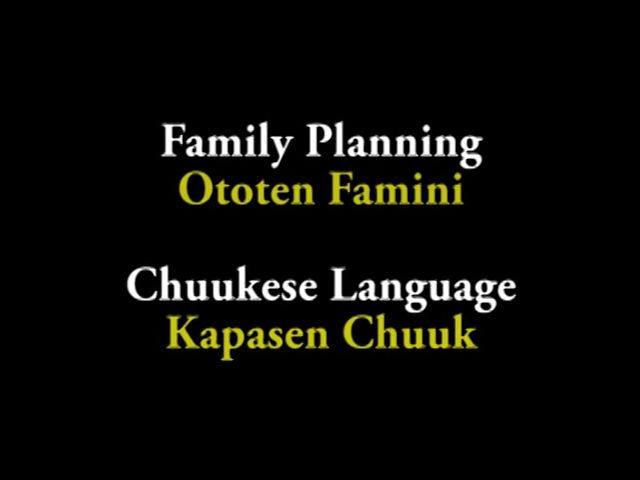 Family Planning
Ototen Famini
Chuukese Language
Kapasen Chuuk